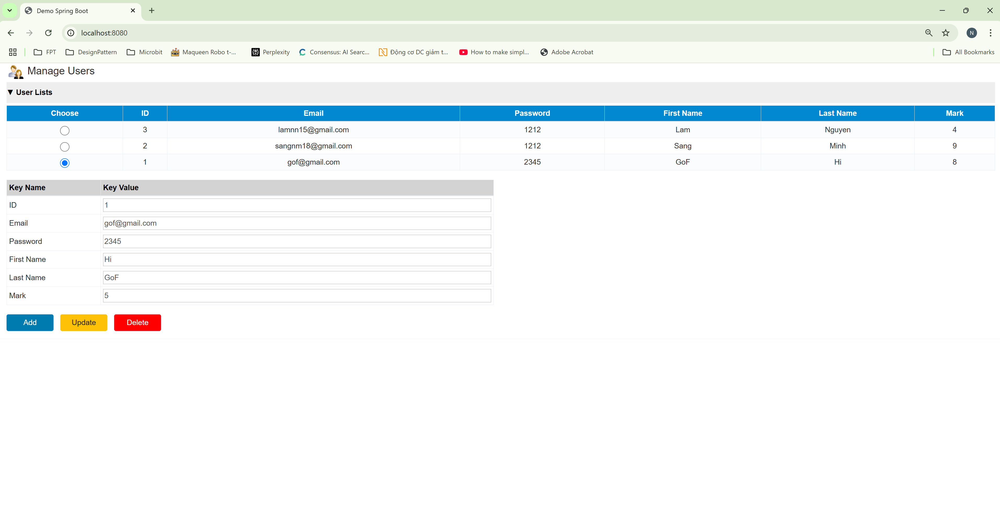 Demo Spring Boot
localhost:8080
N
FPT DesignPattern Microbit Maqueen Robo t-... Perplexity Consensus: AI Searc... Động cơ DC giảm t... How to make simpl... Adobe Acrobat All Bookmarks
Manage Users
▼ User Lists
Choose ID Email Password First Name Last Name Mark
3 lamnn15@gmail.com 1212 Lam Nguyen 4
2 sangnm18@gmail.com 1212 Sang Minh 9
1 gof@gmail.com 2345 GoF Hi 8
Key Name Key Value
ID 1
Email gof@gmail.com
Password 2345
First Name Hi
Last Name GoF
Mark 5
Add Update Delete